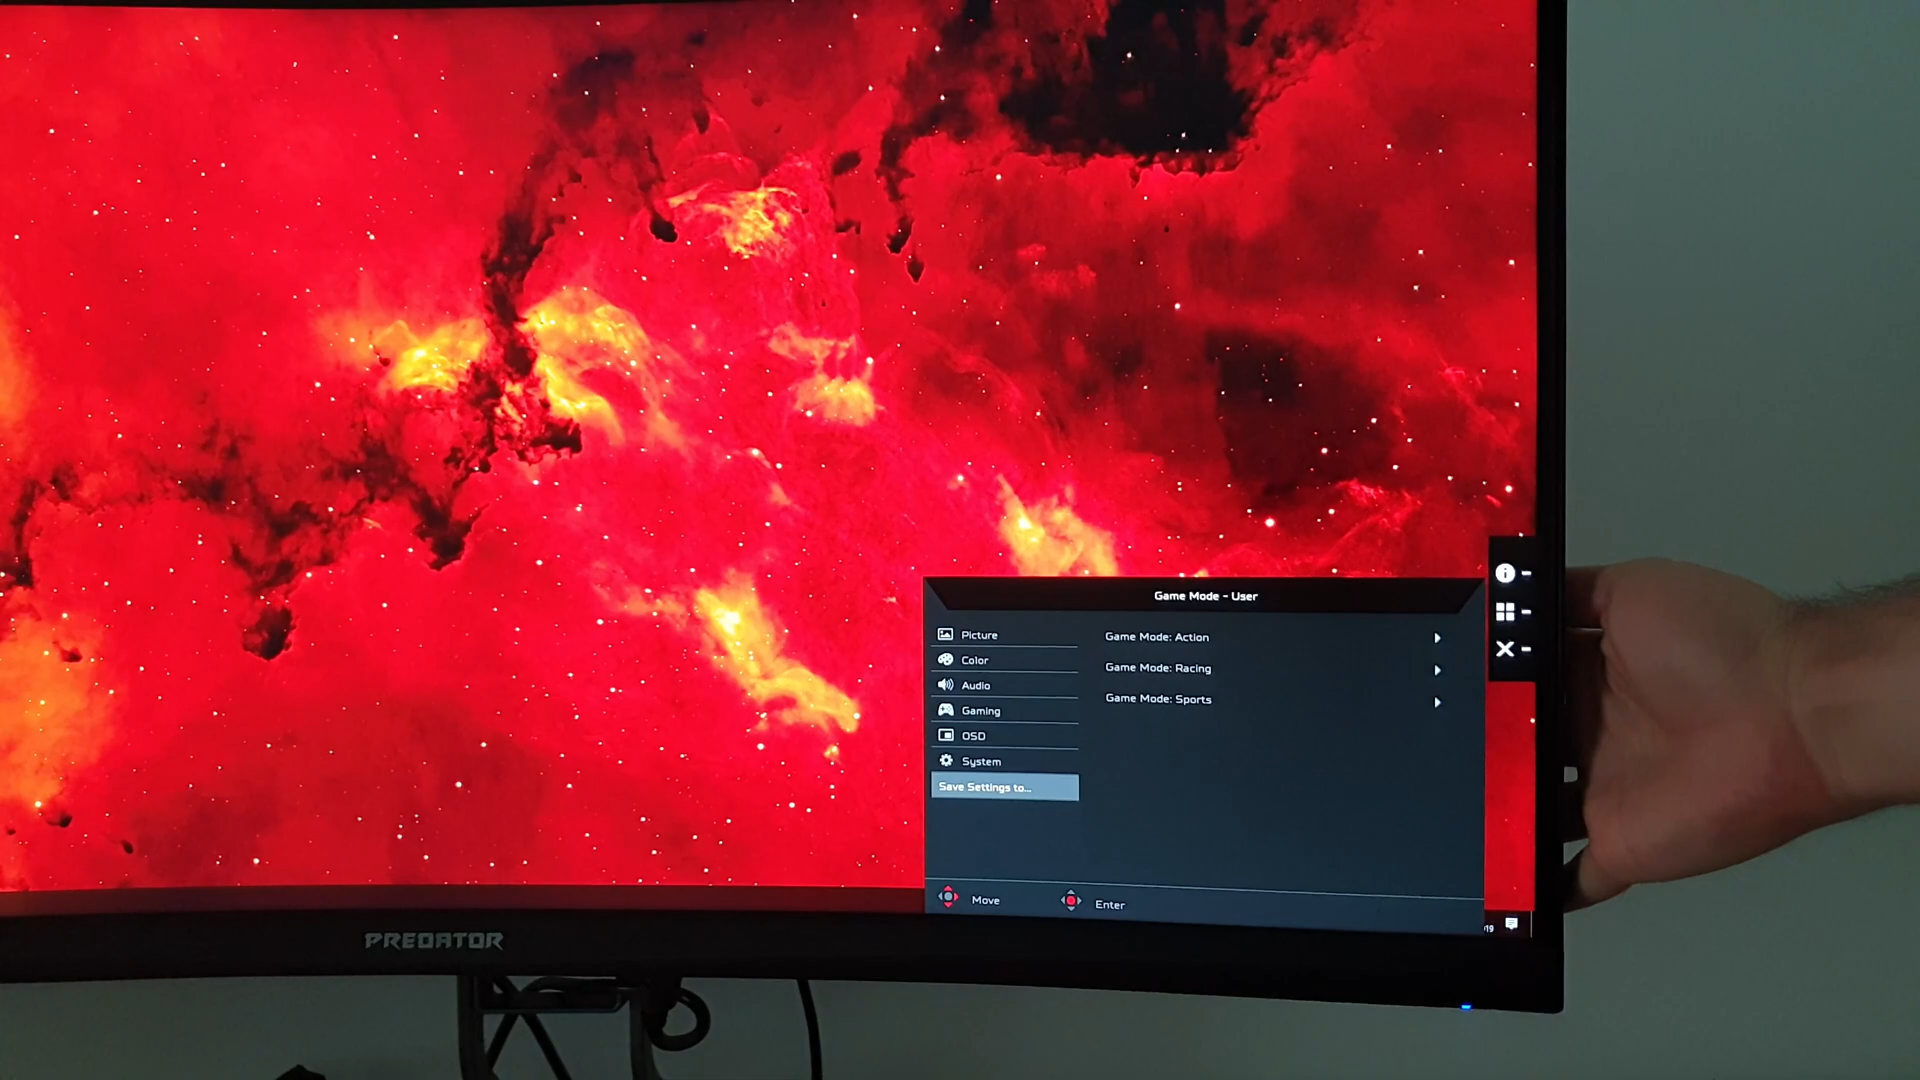 Game Mode - User
Picture
Color
Audio
Gaming
OSD
System
Save Settings to...
Game Mode: Action
Game Mode: Racing
Game Mode: Sports
Move
Enter
19
PREDATOR